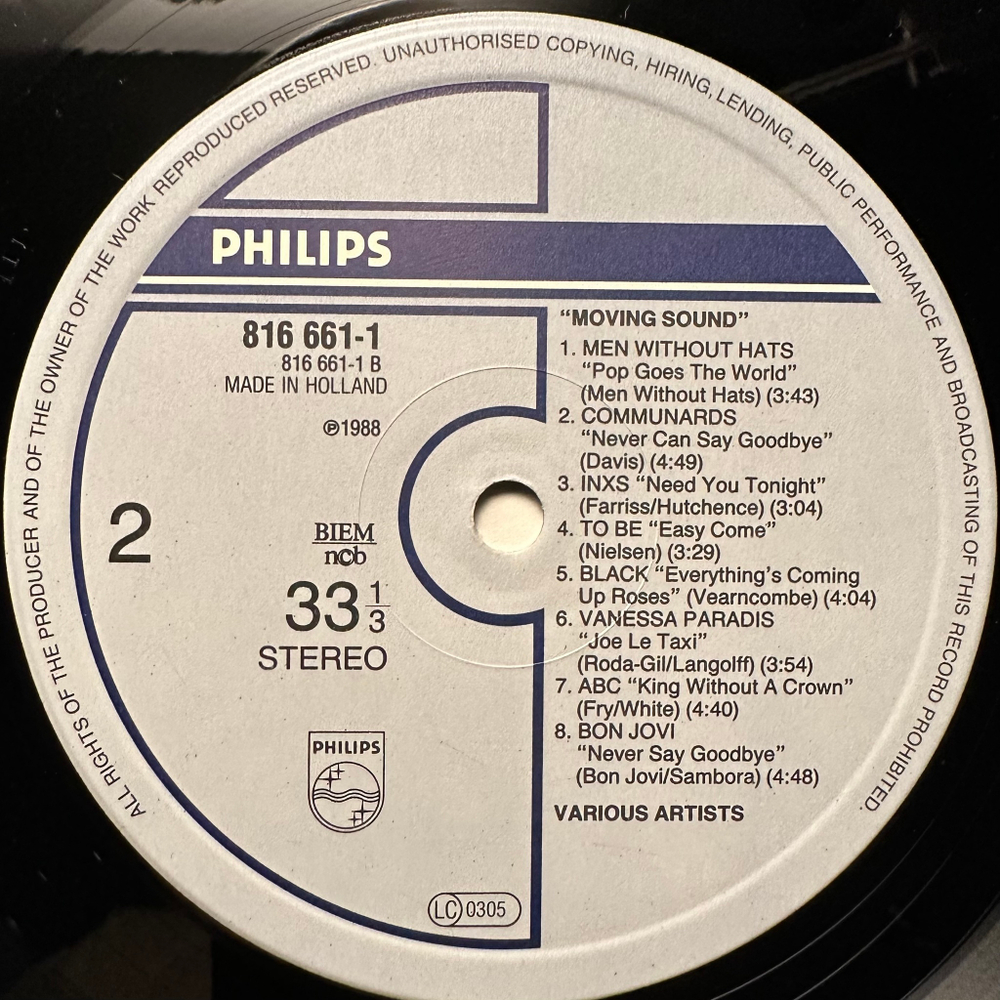 ALL RIGHTS OF THE PRODUCER AND OF THE OWNER OF THE WORK REPRODUCED RESERVED. UNAUTHORISED COPYING, HIRING, LENDING, PUBLIC PERFORMANCE AND BROADCASTING OF THIS RECORD PROHIBITED.
PHILIPS
816 661-1
816 661-1 B
MADE IN HOLLAND
℗1988
2
BIEM
ncb
33 1/3
STEREO
PHILIPS
LC 0305
“MOVING SOUND”
1. MEN WITHOUT HATS
“Pop Goes The World”
(Men Without Hats) (3:43)
2. COMMUNARDS
“Never Can Say Goodbye”
(Davis) (4:49)
3. INXS “Need You Tonight”
(Farriss/Hutchence) (3:04)
4. TO BE “Easy Come”
(Nielsen) (3:29)
5. BLACK “Everything’s Coming
Up Roses” (Vearncombe) (4:04)
6. VANESSA PARADIS
“Joe Le Taxi”
(Roda-Gil/Langolff) (3:54)
7. ABC “King Without A Crown”
(Fry/White) (4:40)
8. BON JOVI
“Never Say Goodbye”
(Bon Jovi/Sambora) (4:48)
VARIOUS ARTISTS